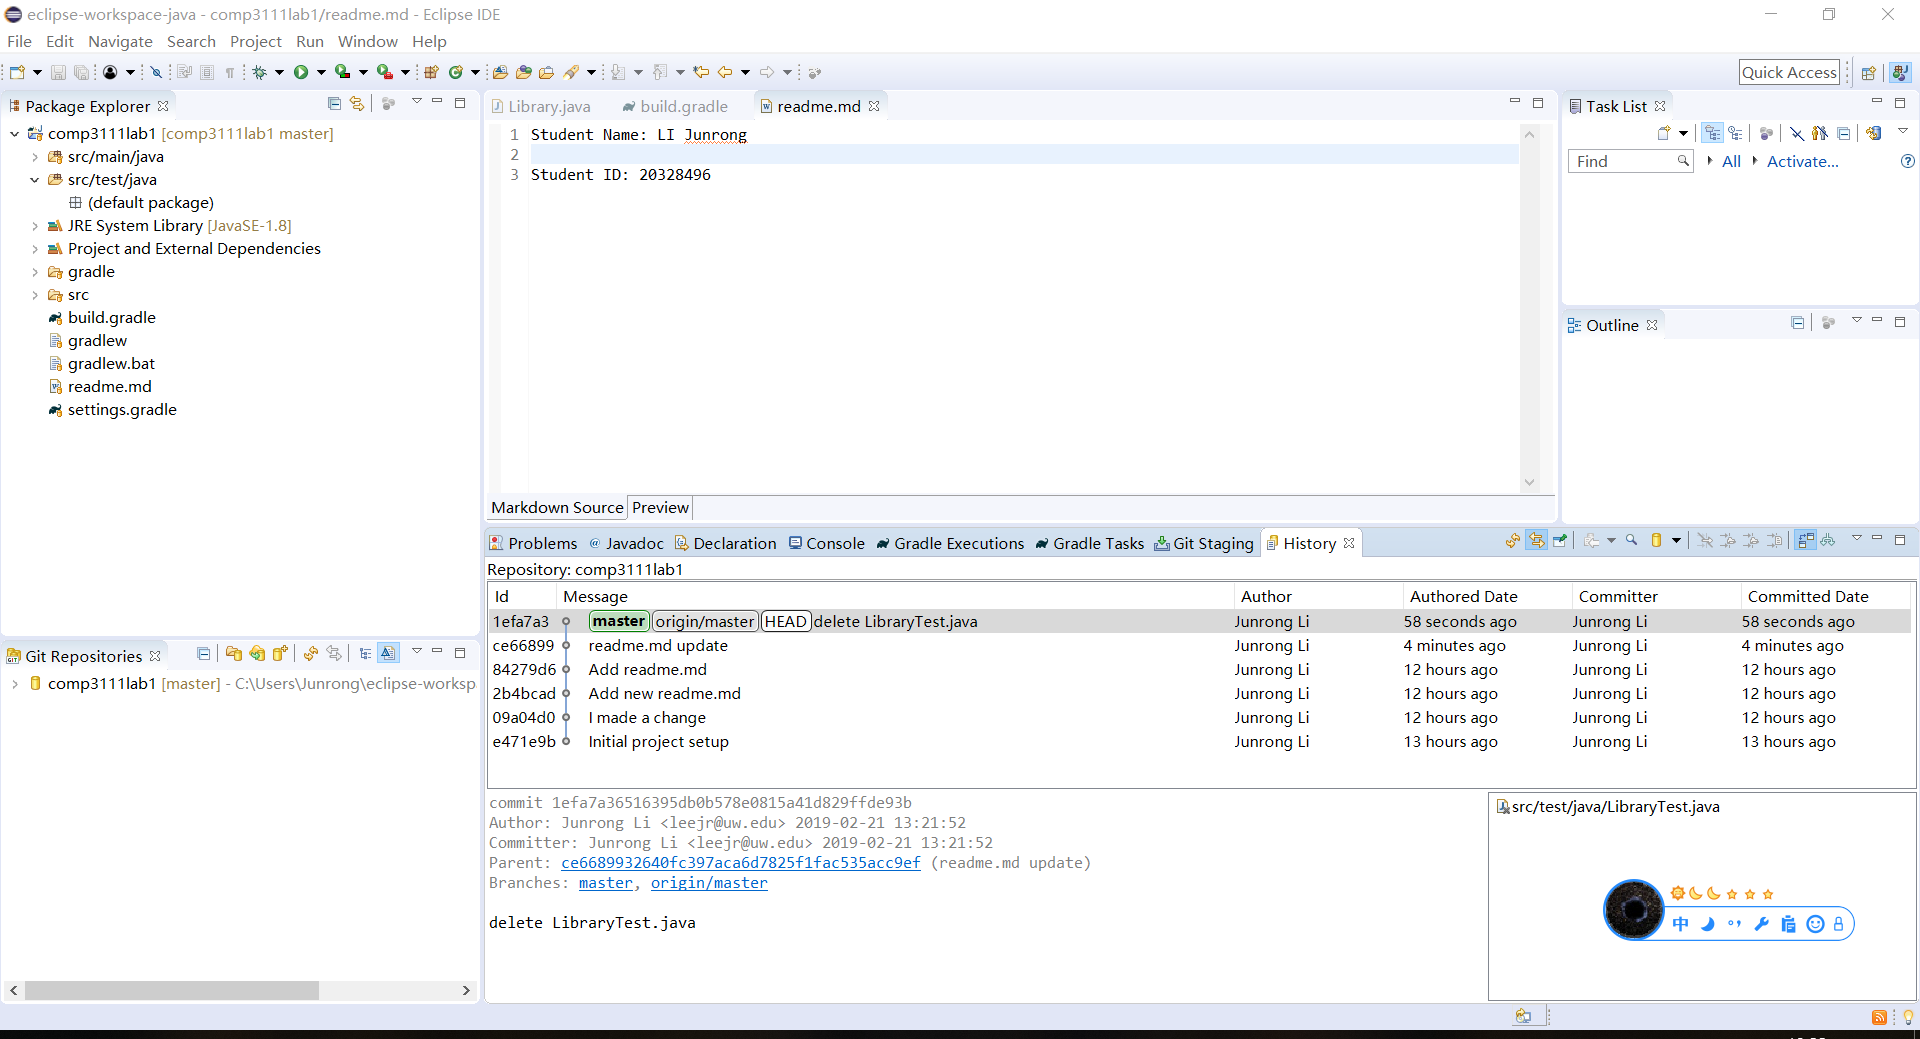 eclipse-workspace-java - comp3111lab1/readme.md - Eclipse IDE
File Edit Navigate Search Project Run Window Help
Quick Access
Package Explorer
comp3111lab1 [comp3111lab1 master]
src/main/java
src/test/java
(default package)
JRE System Library [JavaSE-1.8]
Project and External Dependencies
gradle
src
build.gradle
gradlew
gradlew.bat
readme.md
settings.gradle
Git Repositories
comp3111lab1 [master] - C:\Users\Junrong\eclipse-worksp
Library.java build.gradle readme.md
1 Student Name: LI Junrong
2
3 Student ID: 20328496
Markdown Source Preview
Task List
Find All Activate...
Outline
Problems @ Javadoc Declaration Console Gradle Executions Gradle Tasks Git Staging History
Repository: comp3111lab1
Id Message Author Authored Date Committer Committed Date
1efa7a3 master origin/master HEAD delete LibraryTest.java Junrong Li 58 seconds ago Junrong Li 58 seconds ago
ce66899 readme.md update Junrong Li 4 minutes ago Junrong Li 4 minutes ago
84279d6 Add readme.md Junrong Li 12 hours ago Junrong Li 12 hours ago
2b4bcad Add new readme.md Junrong Li 12 hours ago Junrong Li 12 hours ago
09a04d0 I made a change Junrong Li 12 hours ago Junrong Li 12 hours ago
e471e9b Initial project setup Junrong Li 13 hours ago Junrong Li 13 hours ago
commit 1efa7a36516395db0b578e0815a41d829ffde93b
Author: Junrong Li <leejr@uw.edu> 2019-02-21 13:21:52
Committer: Junrong Li <leejr@uw.edu> 2019-02-21 13:21:52
Parent: ce6689932640fc397aca6d7825f1fac535acc9ef (readme.md update)
Branches: master, origin/master
delete LibraryTest.java
src/test/java/LibraryTest.java
中